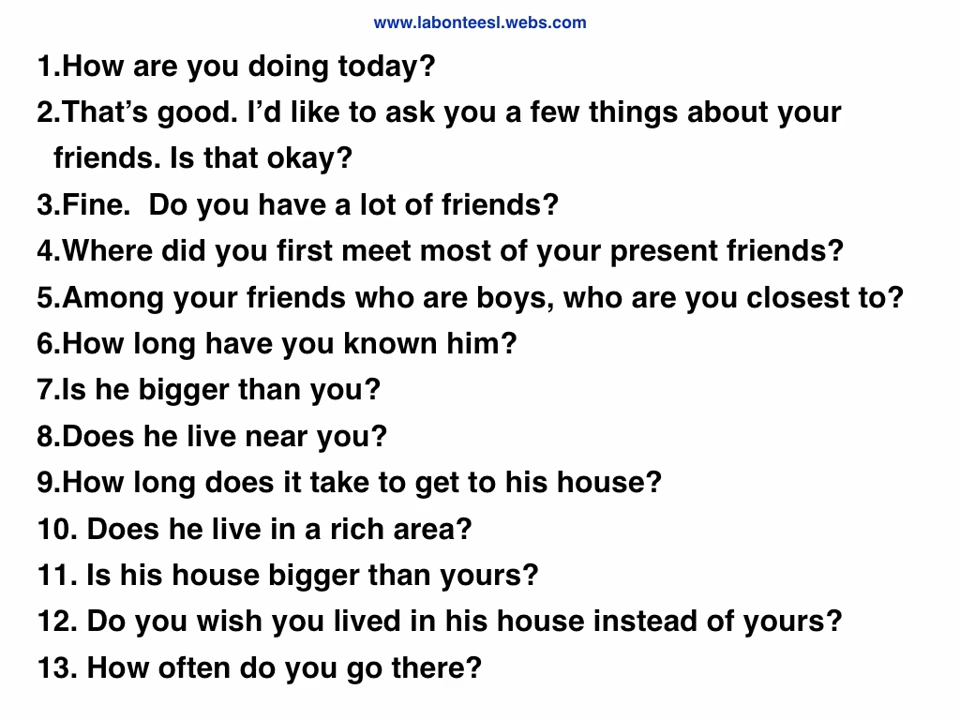 www.labonteesl.webs.com
1.How are you doing today?
2.That’s good. I’d like to ask you a few things about your
friends. Is that okay?
3.Fine.  Do you have a lot of friends?
4.Where did you first meet most of your present friends?
5.Among your friends who are boys, who are you closest to?
6.How long have you known him?
7.Is he bigger than you?
8.Does he live near you?
9.How long does it take to get to his house?
10. Does he live in a rich area?
11. Is his house bigger than yours?
12. Do you wish you lived in his house instead of yours?
13. How often do you go there?